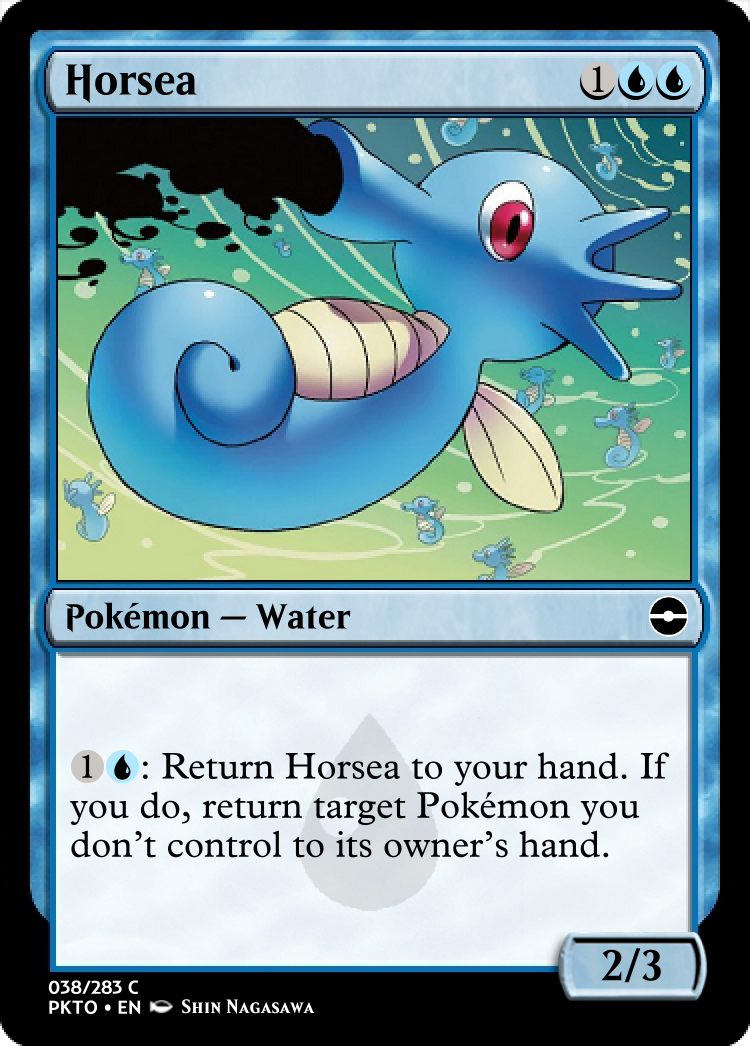 Horsea 1
Pokémon — Water
1 : Return Horsea to your hand. If
you do, return target Pokémon you
don't control to its owner's hand.
2/3
038/283 C
PKTO • EN Shin Nagasawa